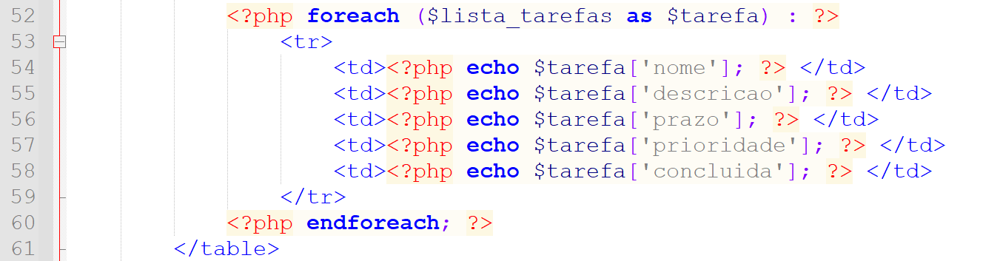 52 <?php foreach ($lista_tarefas as $tarefa) : ?>
53 <tr>
54 <td><?php echo $tarefa['nome']; ?> </td>
55 <td><?php echo $tarefa['descricao']; ?> </td>
56 <td><?php echo $tarefa['prazo']; ?> </td>
57 <td><?php echo $tarefa['prioridade']; ?> </td>
58 <td><?php echo $tarefa['concluida']; ?> </td>
59 </tr>
60 <?php endforeach; ?>
61 </table>